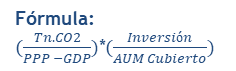 Fórmula:
(Tn.CO2 / PPP −GDP)*(Inversión / AUM Cubierto)